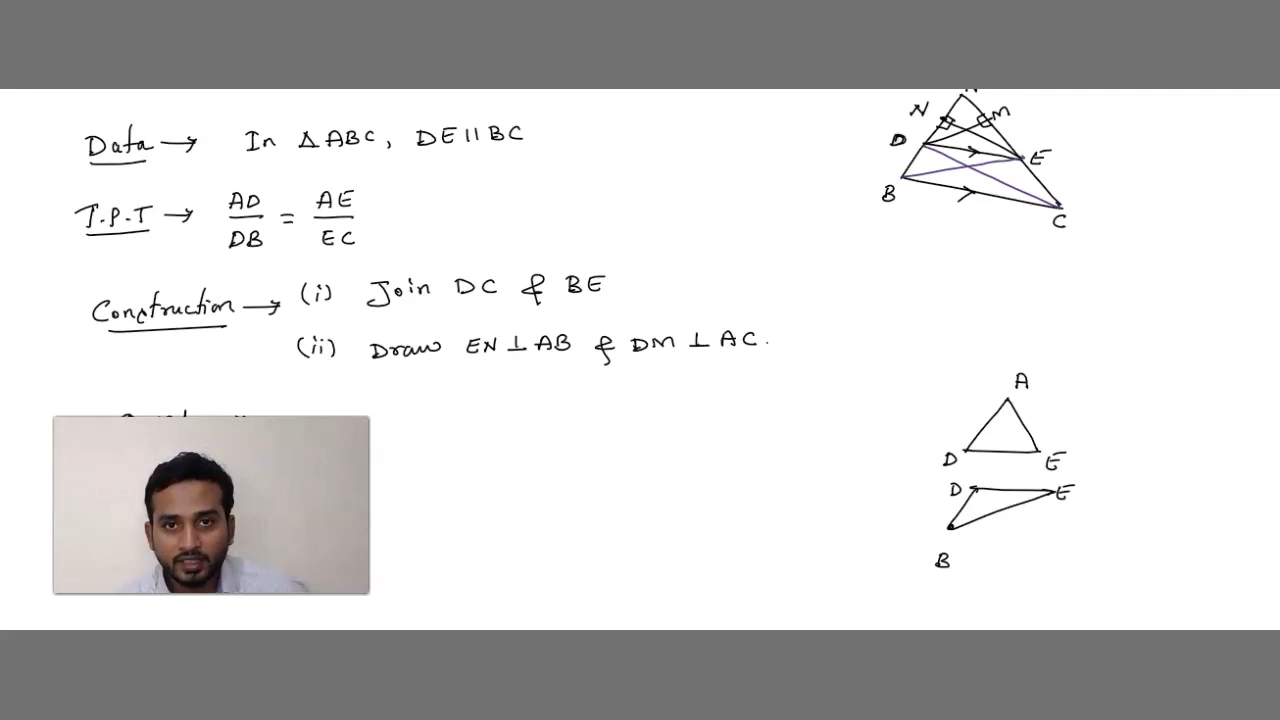 Data → In △ABC, DE||BC
T.P.T → AD/DB = AE/EC
Construction → (i) Join DC & BE
(ii) Draw EN⊥AB & DM⊥AC.
N
M
D
E
B
C
A
D
E
D
E
B